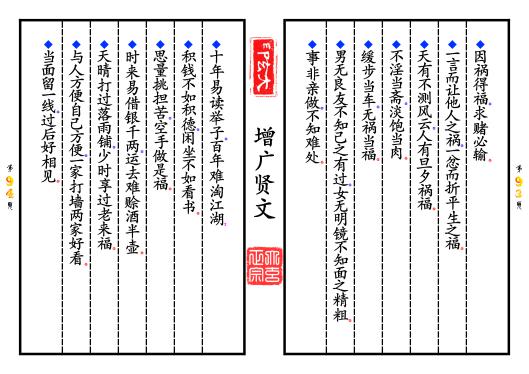 第93页
因祸得福，求赌必输。
一言而让他人之祸，一忿而折平生之福。
天有不测风云，人有旦夕祸福。
不淫当斋，淡饱当肉。
缓步当车，无祸当福。
男无良友不知己之有过，女无明镜不知面之精粗。
事非亲做，不知难处。
增广贤文
十年易读举子，百年难淘江湖。
积钱不如积德，闲坐不如看书。
思量挑担苦，空手做是福。
时来易借银千两，运去难赊酒半壶。
天晴打过落雨铺，少时享过老来福。
与人方便自己方便，一家打墙两家好看。
当面留一线，过后好相见。
第94页